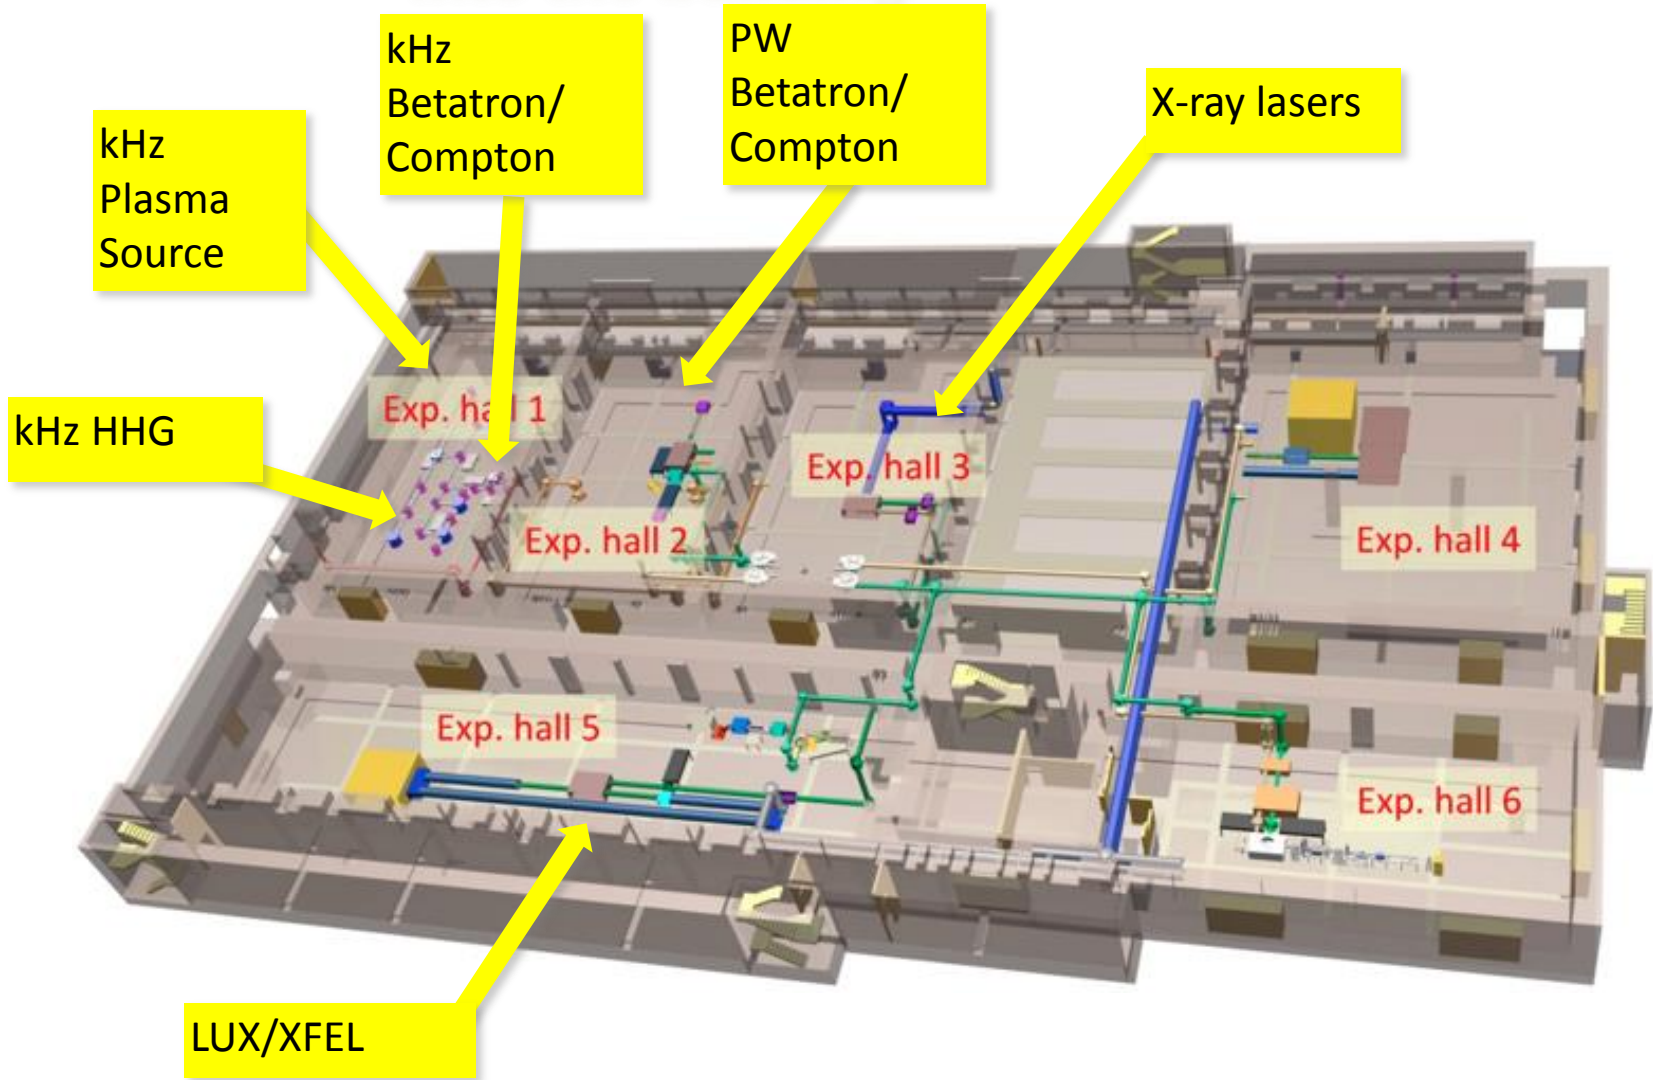 kHz
Betatron/
Compton
PW
Betatron/
Compton
X-ray lasers
kHz
Plasma
Source
kHz HHG
Exp. hall 1
Exp. hall 2
Exp. hall 3
Exp. hall 4
Exp. hall 5
Exp. hall 6
LUX/XFEL